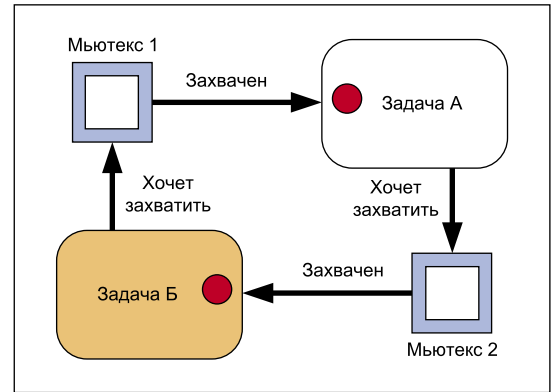 Мьютекс 1
Захвачен
Задача А
Хочет
захватить
Хочет
захватить
Задача Б
Захвачен
Мьютекс 2